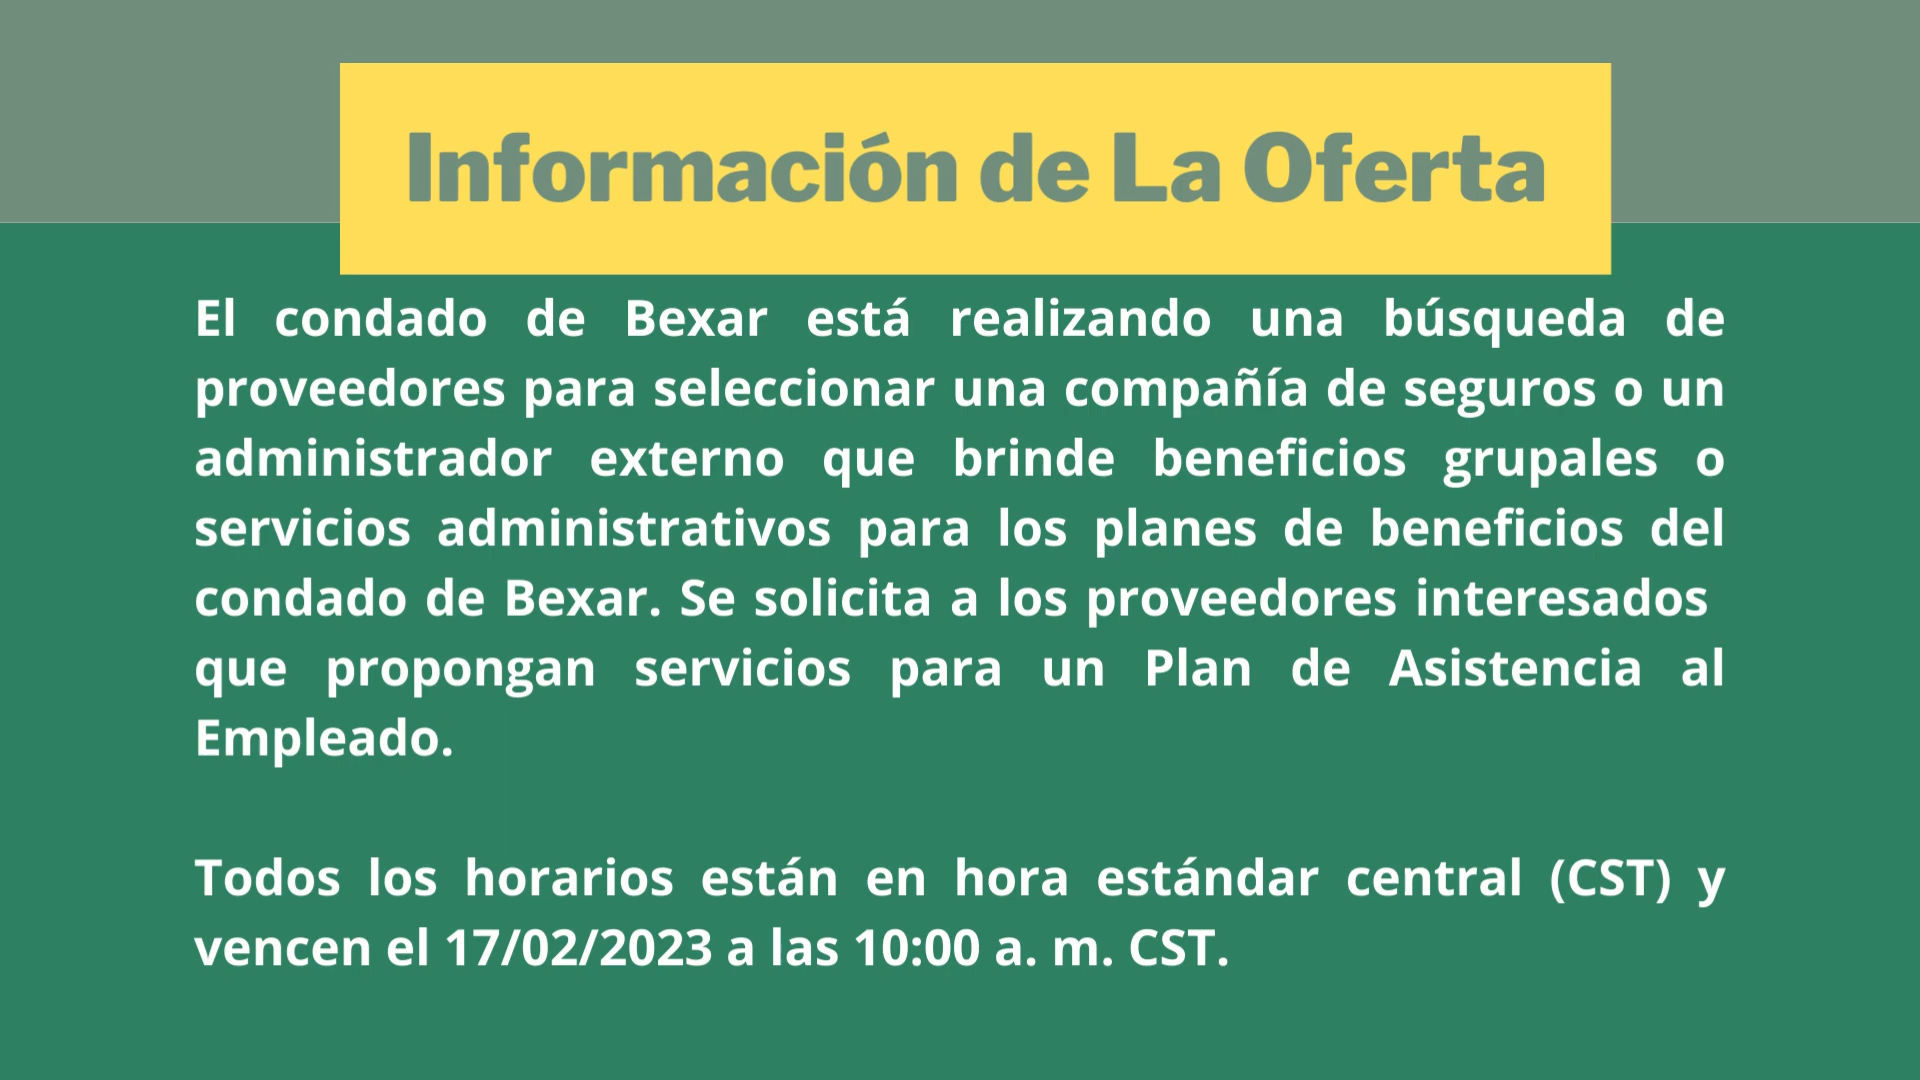 Información de La Oferta
El condado de Bexar está realizando una búsqueda de
proveedores para seleccionar una compañía de seguros o un
administrador externo que brinde beneficios grupales o
servicios administrativos para los planes de beneficios del
condado de Bexar. Se solicita a los proveedores interesados
que propongan servicios para un Plan de Asistencia al
Empleado.
Todos los horarios están en hora estándar central (CST) y
vencen el 17/02/2023 a las 10:00 a. m. CST.